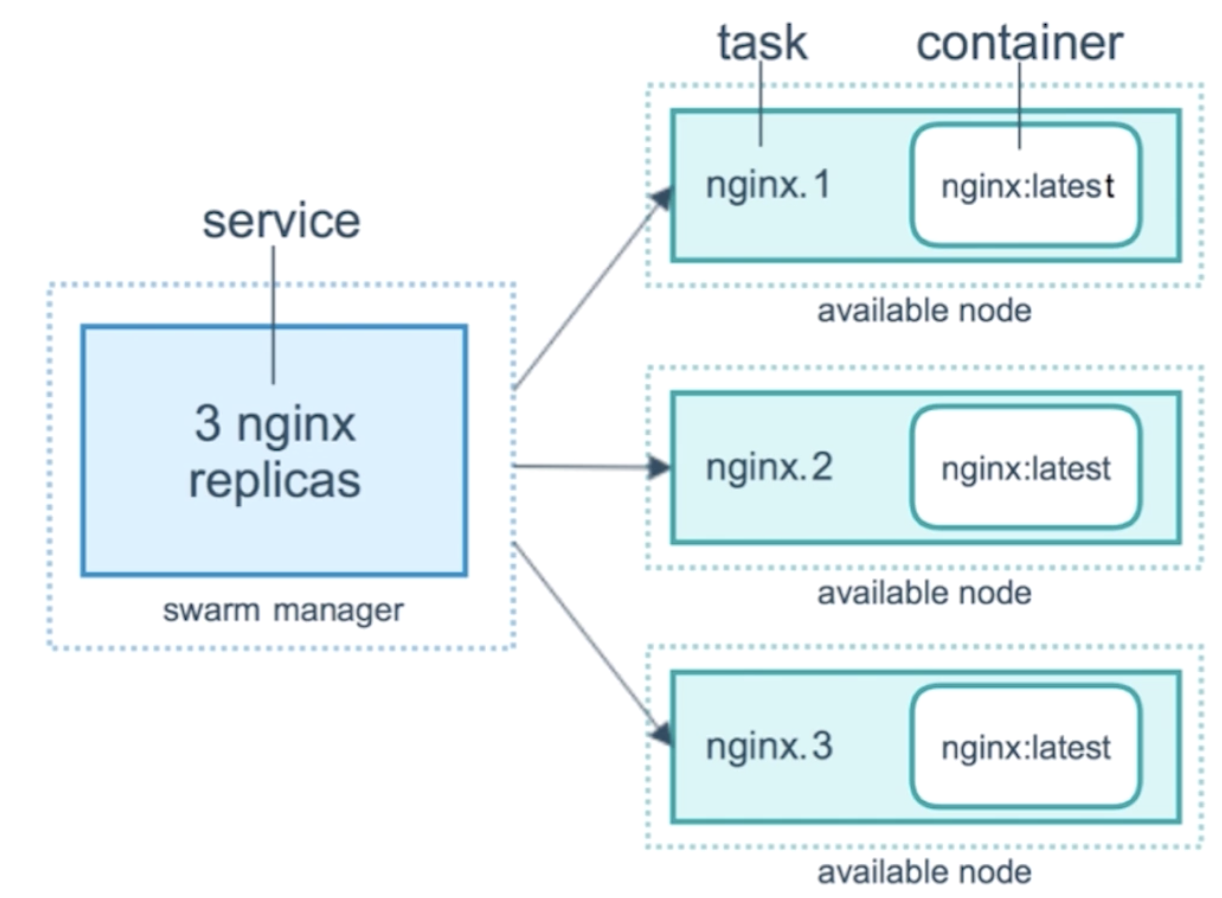 task
container
nginx.1
nginx:latest
available node
service
3 nginx
replicas
swarm manager
nginx.2
nginx:latest
available node
nginx.3
nginx:latest
available node